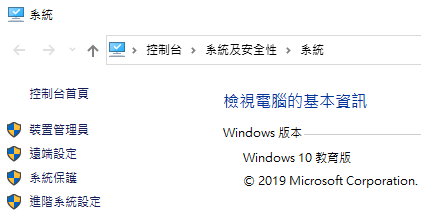 系統
控制台 › 系統及安全性 › 系統
控制台首頁
裝置管理員
遠端設定
系統保護
進階系統設定
檢視電腦的基本資訊
Windows 版本
Windows 10 教育版
© 2019 Microsoft Corporation.